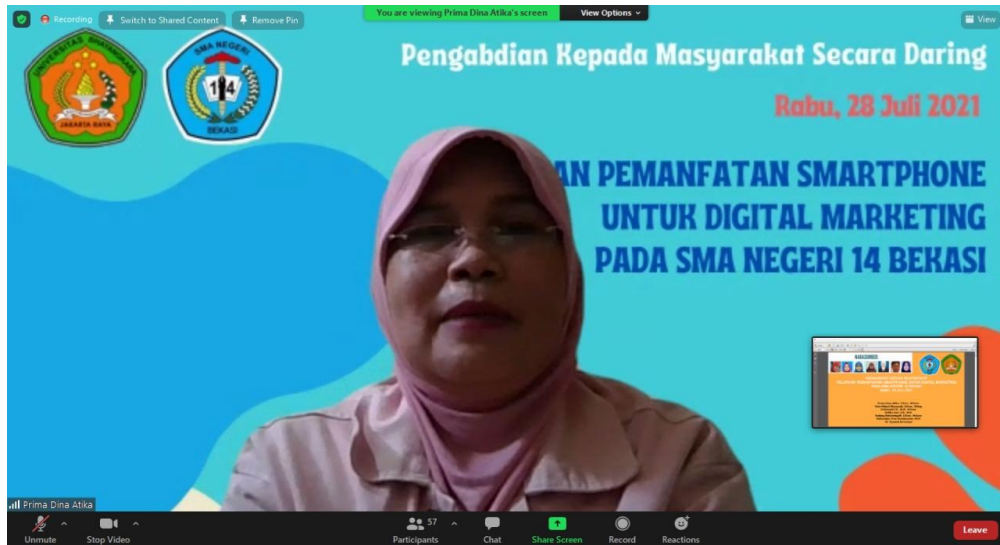 Recording
Switch to Shared Content
Remove Pin
You are viewing Prima Dina Atika's screen
View Options
View
UNIVERSITAS BHAYANGKARA
JAKARTA RAYA
SMA NEGERI
14
BEKASI
Pengabdian Kepada Masyarakat Secara Daring
Rabu, 28 Juli 2021
AN PEMANFATAN SMARTPHONE
UNTUK DIGITAL MARKETING
PADA SMA NEGERI 14 BEKASI
NARASUMBER
Prima Dina Atika
Unmute
Stop Video
57
Participants
Chat
Share Screen
Record
Reactions
Leave